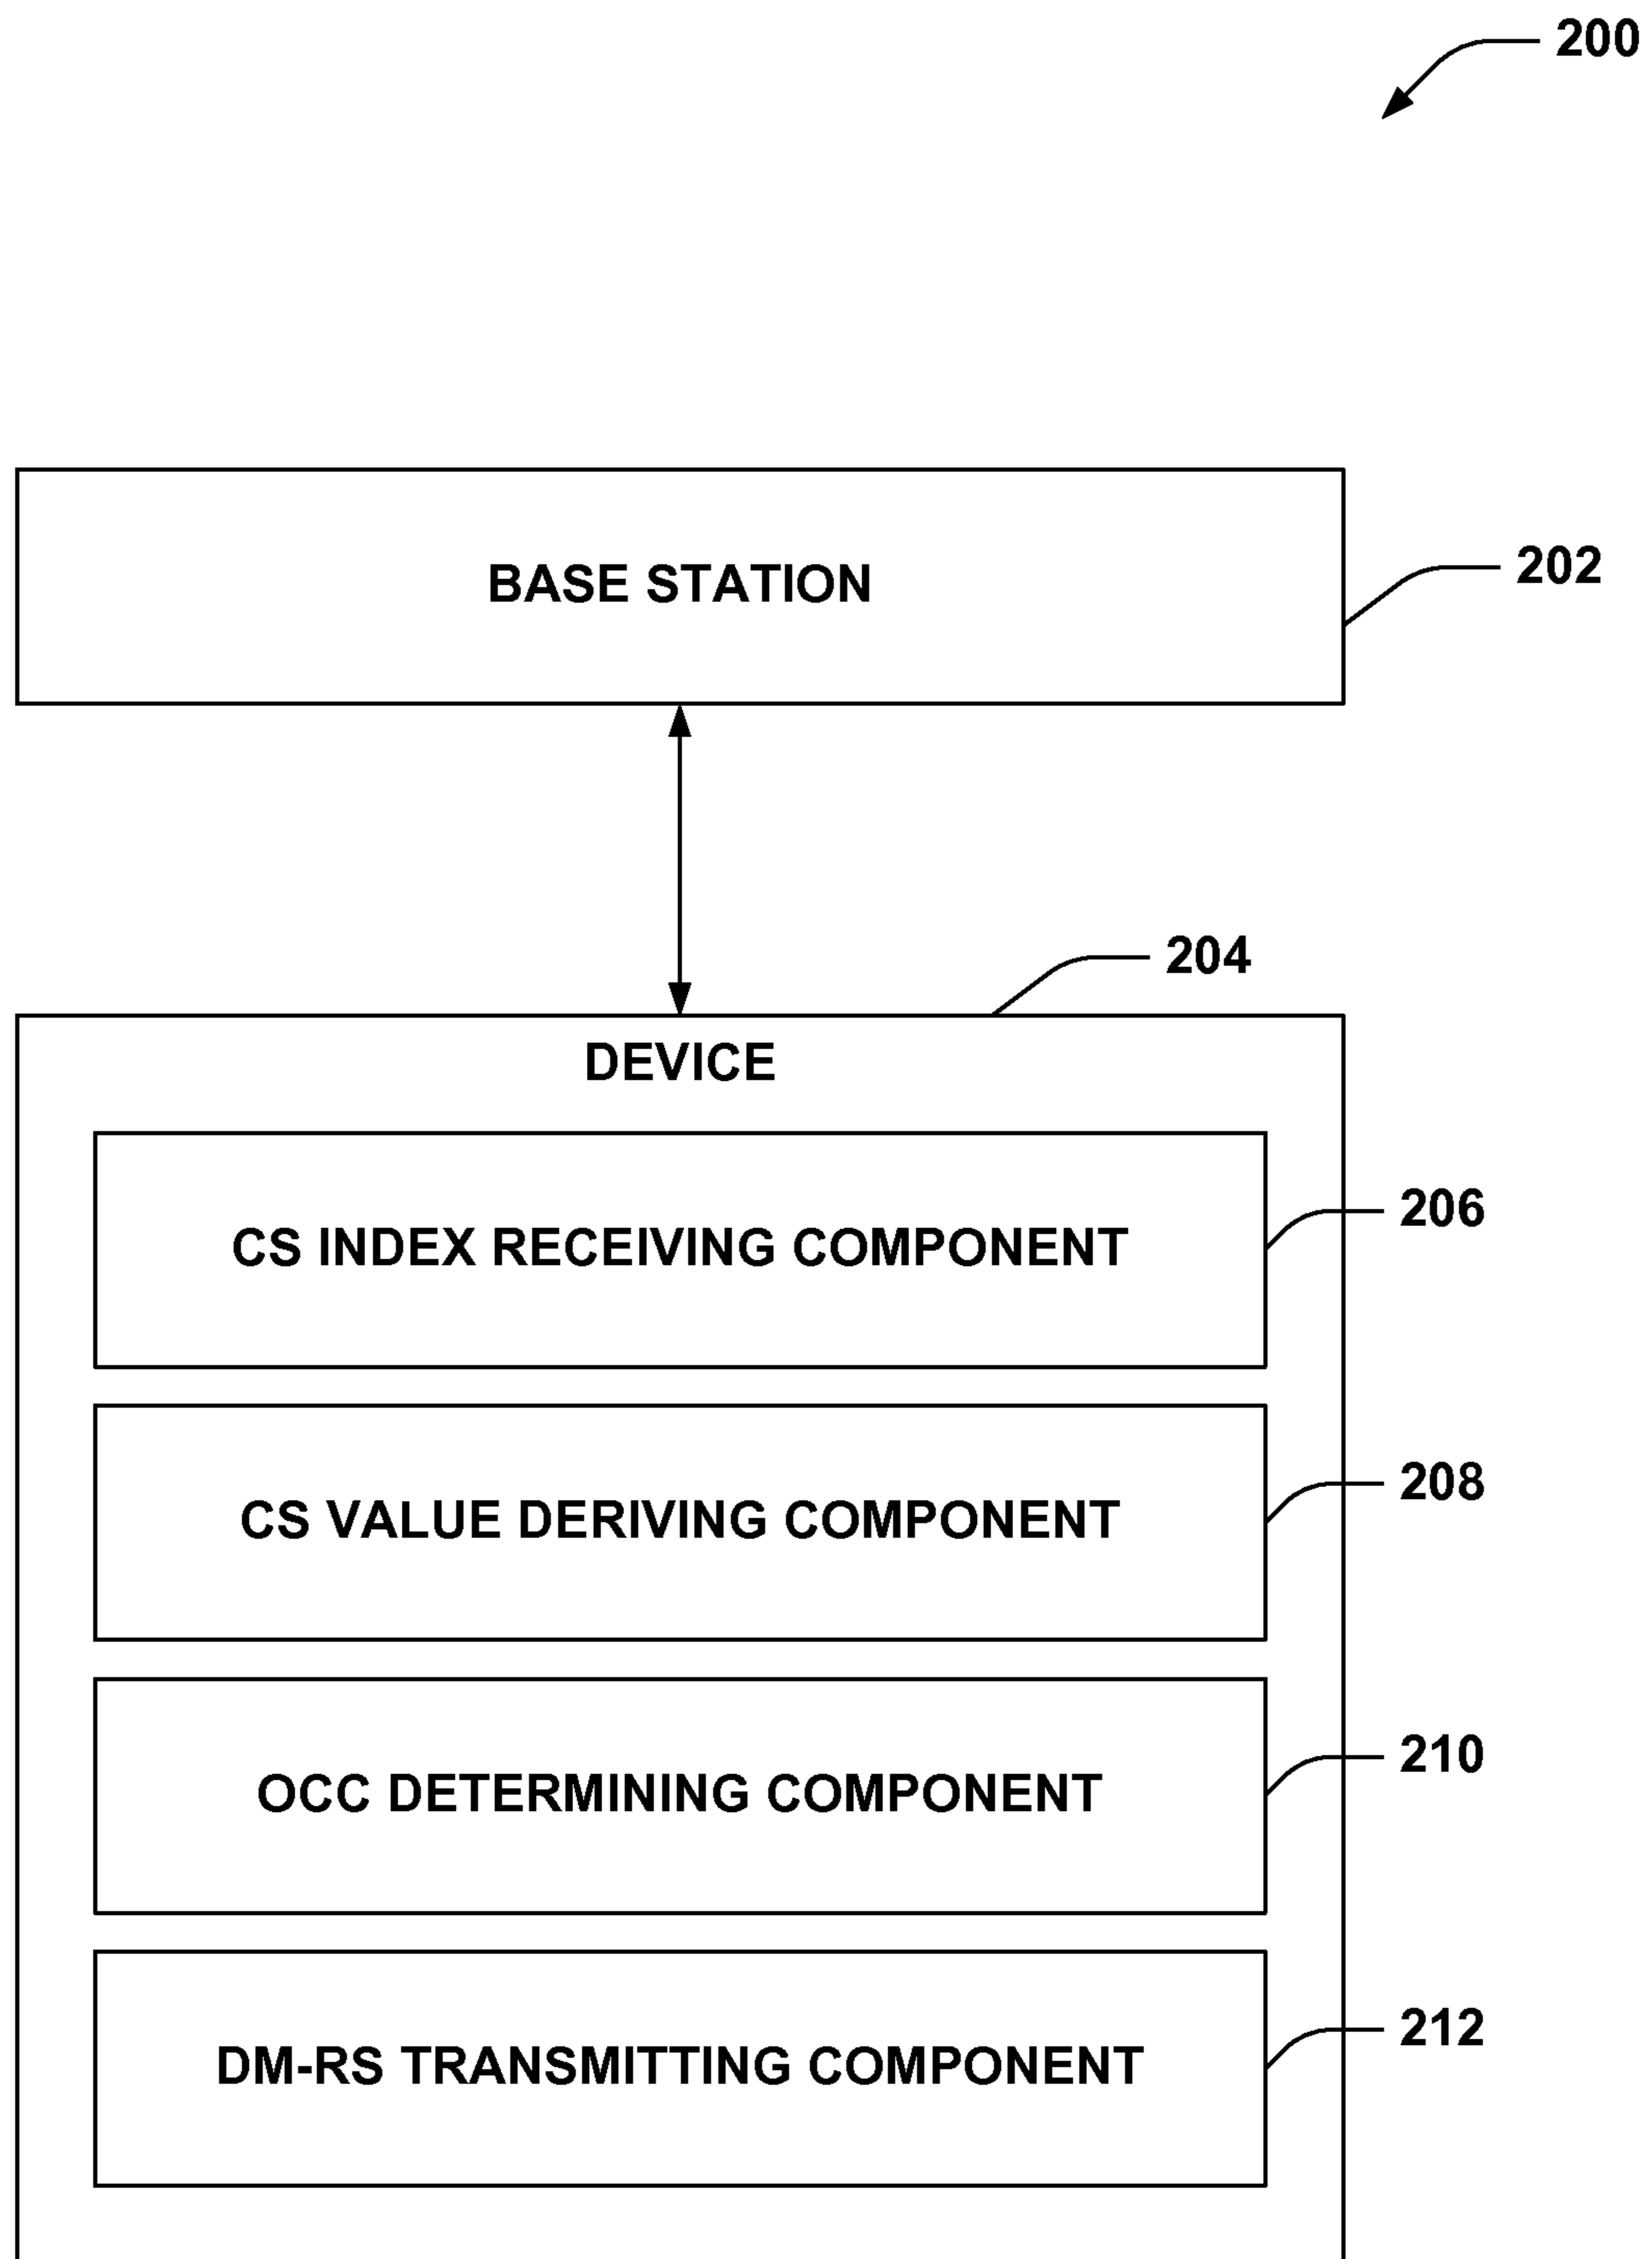 200
BASE STATION
202
204
DEVICE
CS INDEX RECEIVING COMPONENT
206
CS VALUE DERIVING COMPONENT
208
OCC DETERMINING COMPONENT
210
DM-RS TRANSMITTING COMPONENT
212